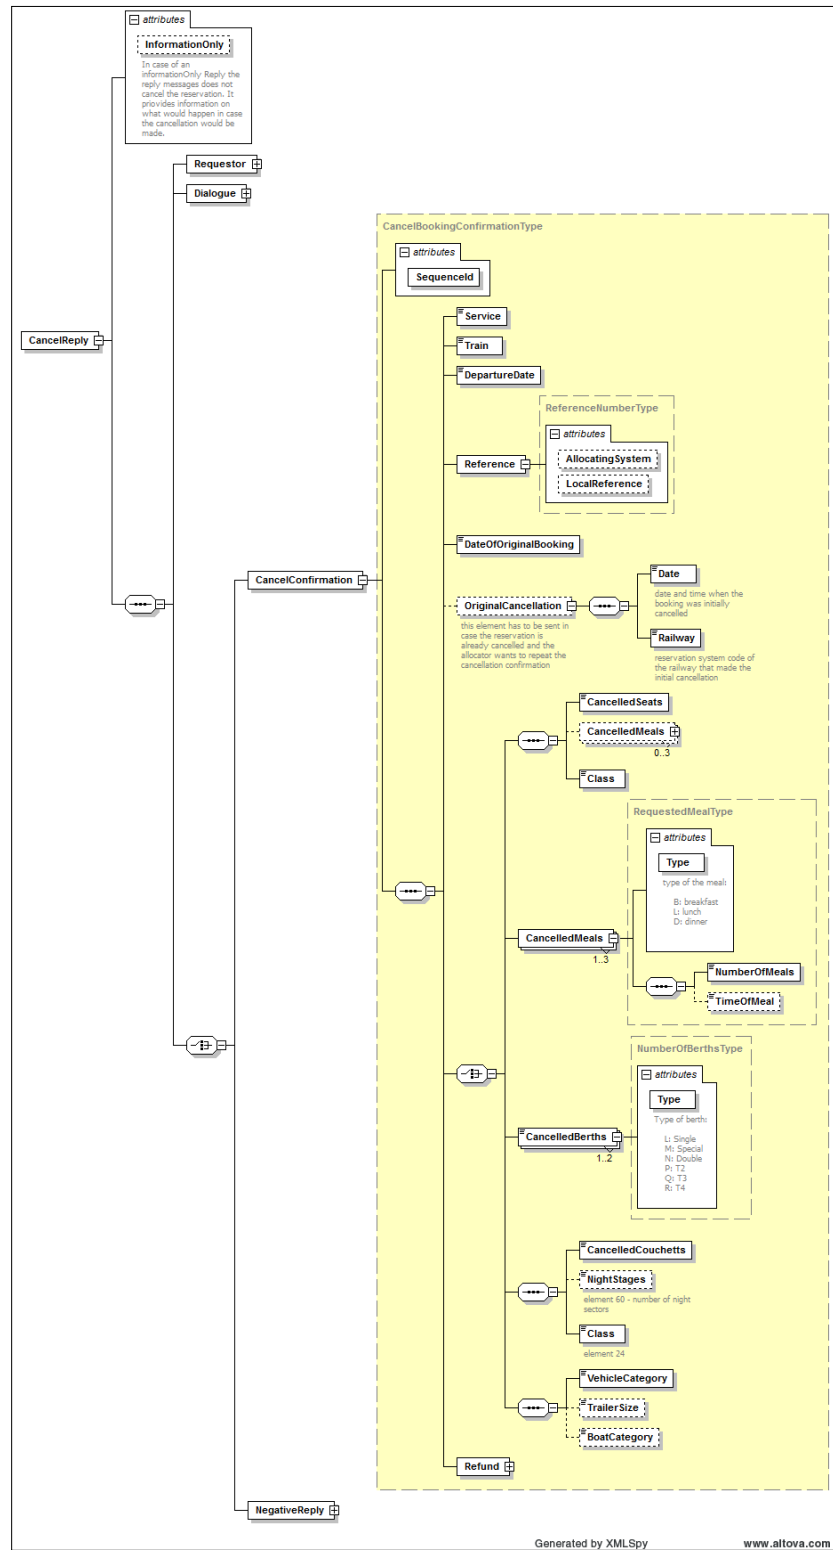 attributes
InformationOnly
In case of an
informationOnly Reply the
reply messages does not
cancel the reservation. It
priovides information on
what would happen in case
the cancellation would be
made.
Requestor
Dialogue
CancelBookingConfirmationType
attributes
SequenceId
Service
CancelReply
Train
DepartureDate
ReferenceNumberType
attributes
AllocatingSystem
Reference
LocalReference
DateOfOriginalBooking
CancelConfirmation
Date
date and time when the
booking was initially
cancelled
OriginalCancellation
this element has to be sent in
case the reservation is
already cancelled and the
allocator wants to repeat the
cancellation confirmation
Railway
reservation system code of
the railway that made the
initial cancellation
CancelledSeats
CancelledMeals
0..3
Class
RequestedMealType
attributes
Type
type of the meal:
B: breakfast
L: lunch
D: dinner
CancelledMeals
1..3
NumberOfMeals
TimeOfMeal
NumberOfBerthsType
attributes
Type
Type of berth:
L: Single
M: Special
N: Double
P: T2
Q: T3
R: T4
CancelledBerths
1..2
CancelledCouchetts
NightStages
element 60 - number of night
sectors
Class
element 24
VehicleCategory
TrailerSize
BoatCategory
Refund
NegativeReply
Generated by XMLSpy www.altova.com